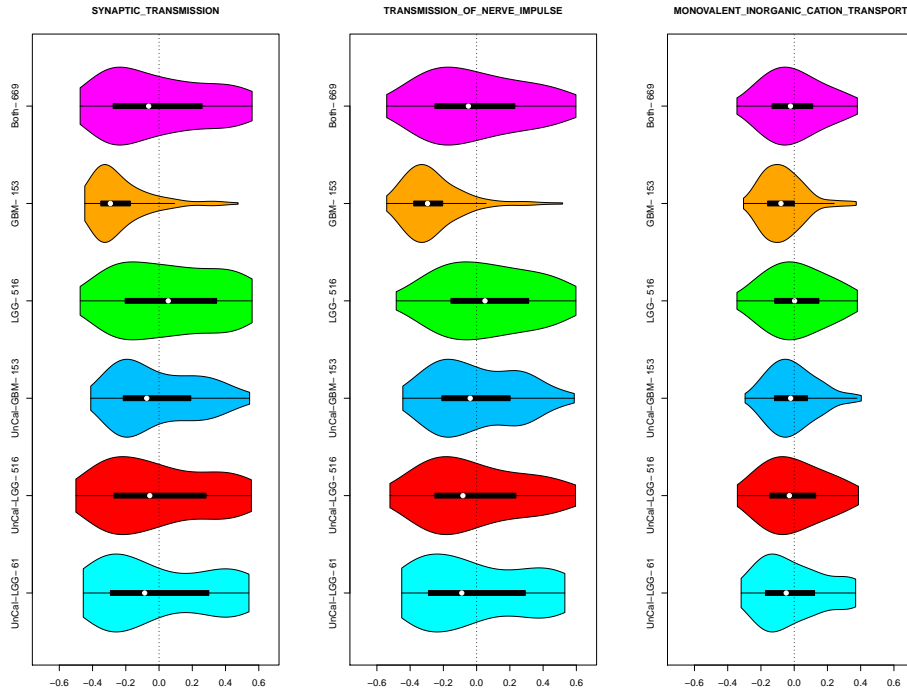 SYNAPTIC_TRANSMISSION
Both−669
GBM−153
LGG−516
UnCal−GBM−153
UnCal−LGG−516
UnCal−LGG−61
−0.6 −0.4 −0.2 0.0 0.2 0.4 0.6
TRANSMISSION_OF_NERVE_IMPULSE
Both−669
GBM−153
LGG−516
UnCal−GBM−153
UnCal−LGG−516
UnCal−LGG−61
−0.6 −0.4 −0.2 0.0 0.2 0.4 0.6
MONOVALENT_INORGANIC_CATION_TRANSPORT
Both−669
GBM−153
LGG−516
UnCal−GBM−153
UnCal−LGG−516
UnCal−LGG−61
−0.6 −0.4 −0.2 0.0 0.2 0.4 0.6